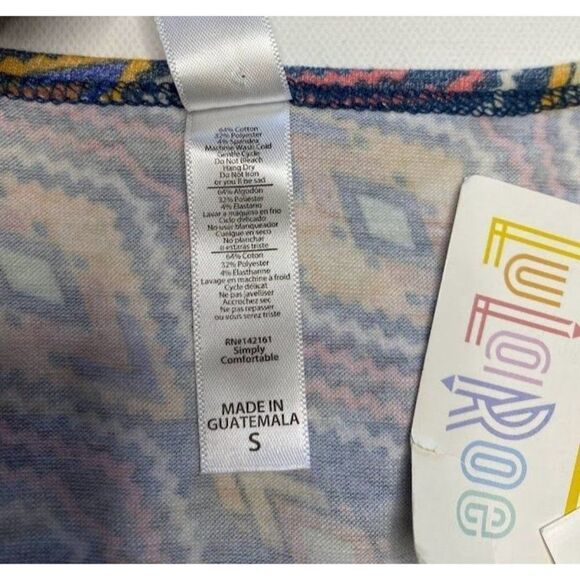 64% Cotton
32% Polyester
4% Spandex
Machine Wash Cold
Gentle Cycle
Do Not Bleach
Hang Dry
Do Not Iron
or you'll be sad
64% Algodón
32% Poliester
4% Elastano
Lavar a máquina en frio
Ciclo delicado
No usar blanqueador
Cuelgue en seco
No planchar
o estarás triste
64% Coton
32% Polyester
4% Elasthanne
Lavage en machine à froid
Cycle délicat
Ne pas javelliser
Accrochez sec
Ne pas repasser
ou vous serez triste
RN#142161
Simply
Comfortable
MADE IN
GUATEMALA
S
LuLaRoe